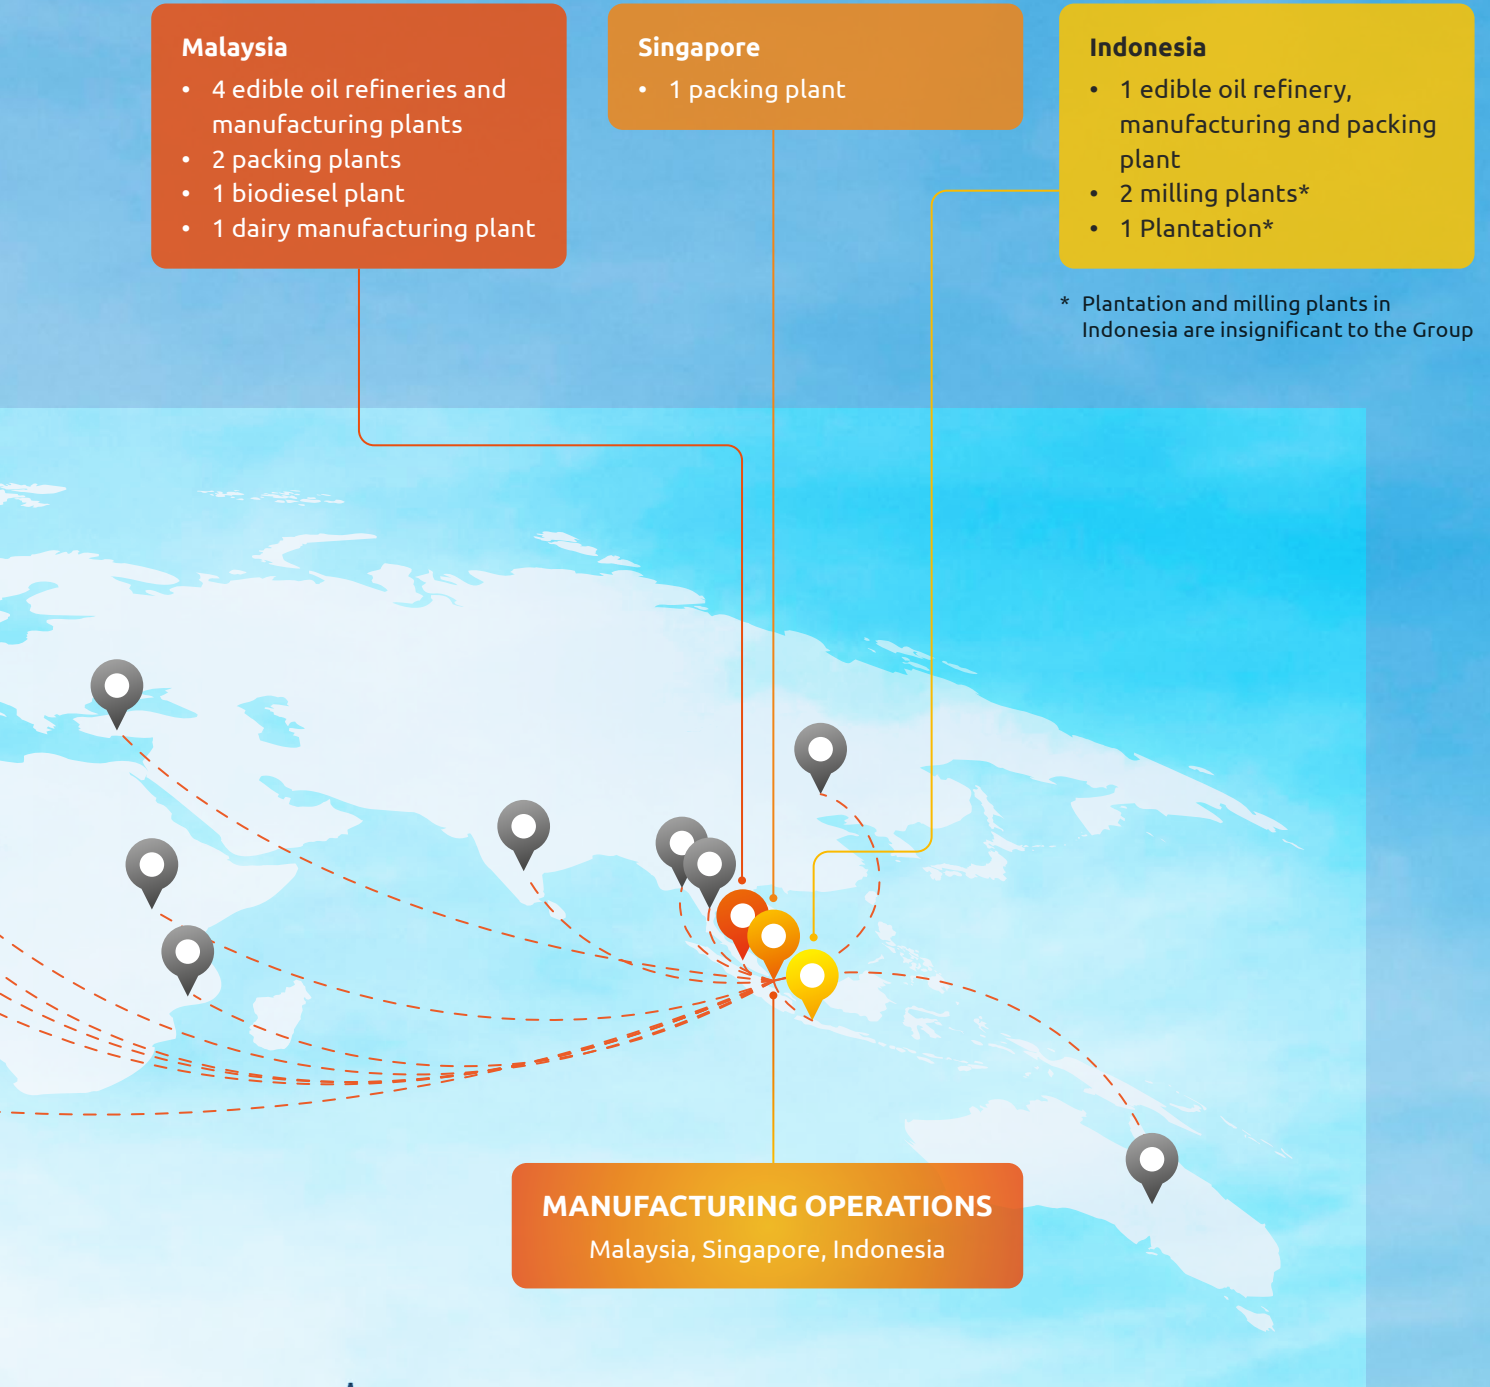 Malaysia
• 4 edible oil refineries and
manufacturing plants
• 2 packing plants
• 1 biodiesel plant
• 1 dairy manufacturing plant
Singapore
• 1 packing plant
Indonesia
• 1 edible oil refinery,
manufacturing and packing
plant
• 2 milling plants*
• 1 Plantation*
* Plantation and milling plants in
Indonesia are insignificant to the Group
MANUFACTURING OPERATIONS
Malaysia, Singapore, Indonesia